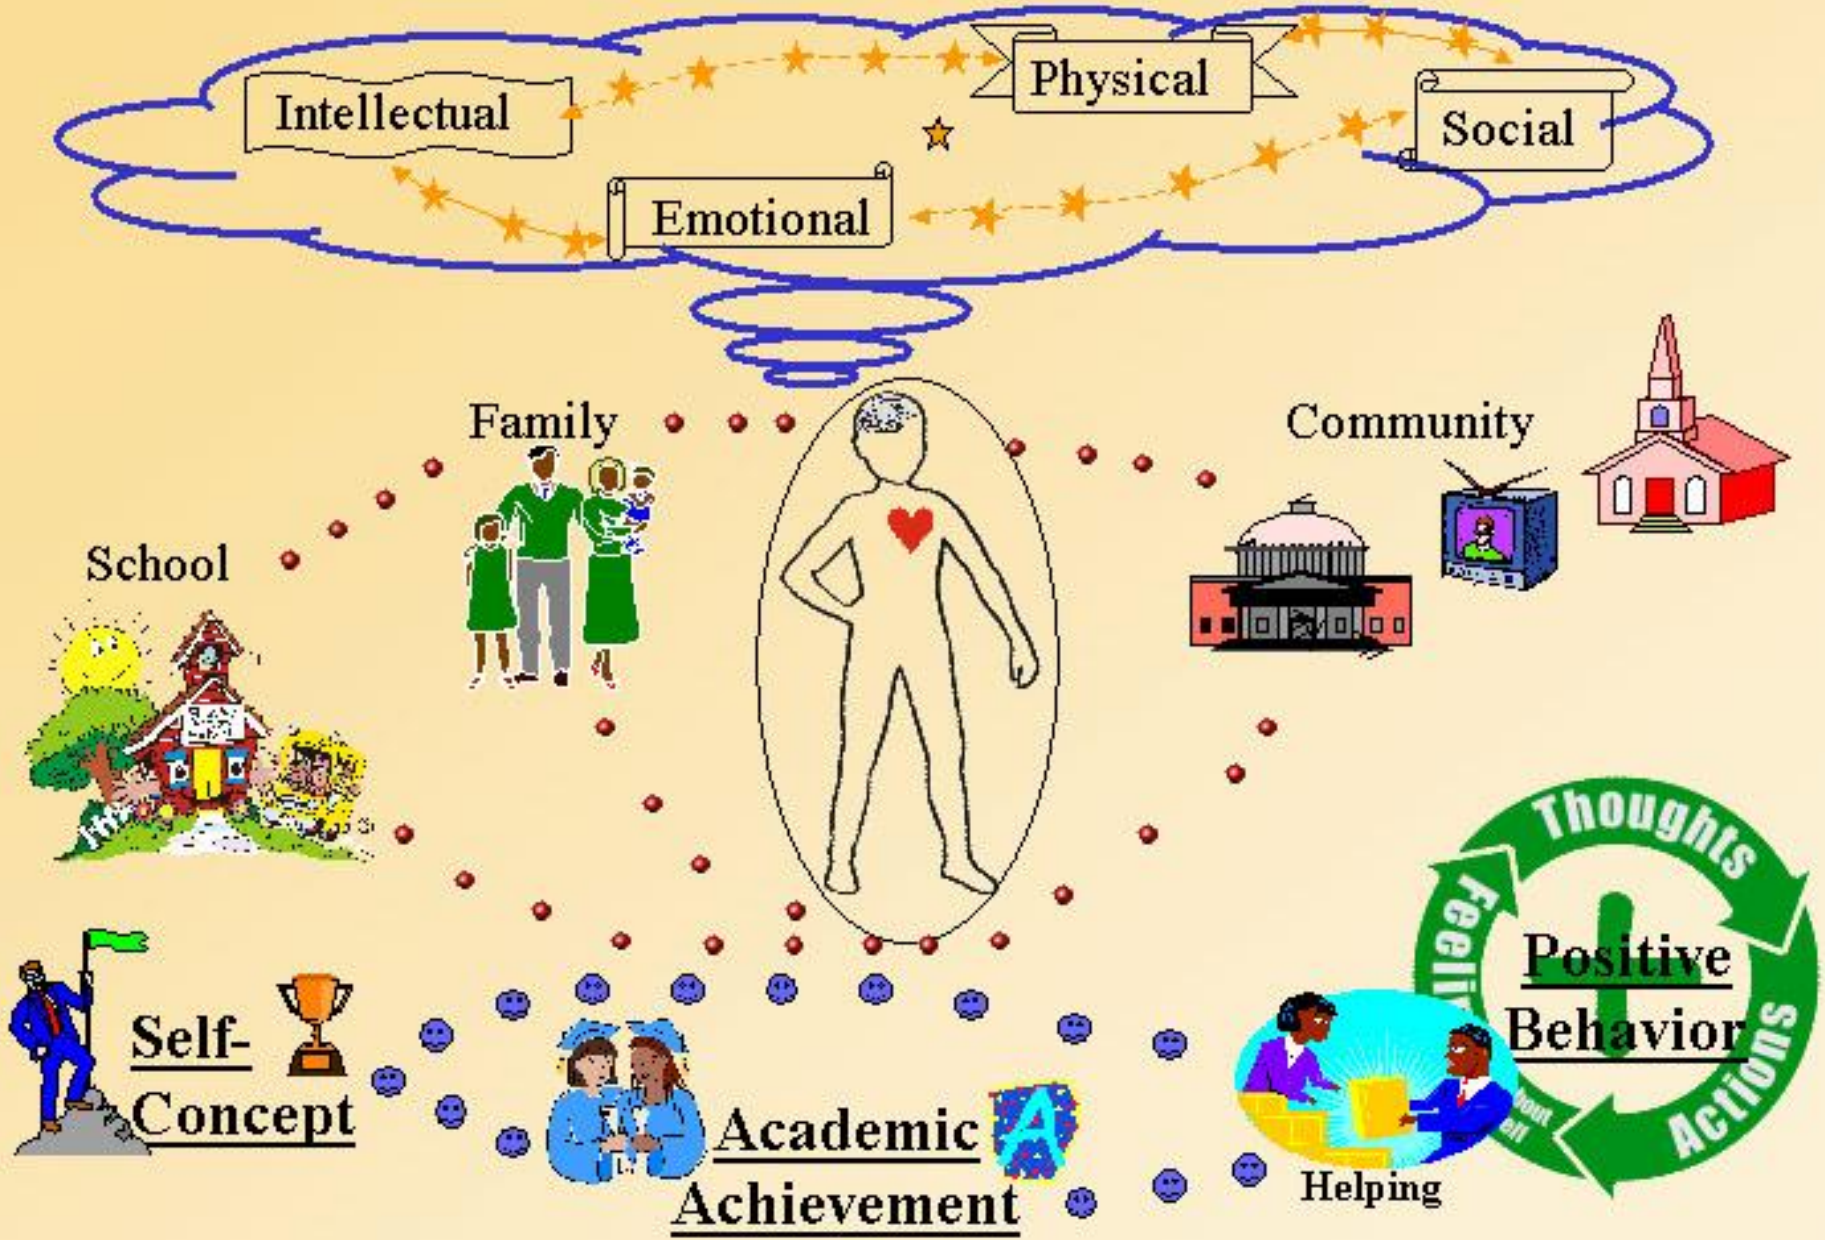 Intellectual
Physical
Social
Emotional
Family
Community
School
Thoughts
Actions
Positive
Behavior
Self-
Concept
Academic
A
Achievement
Helping